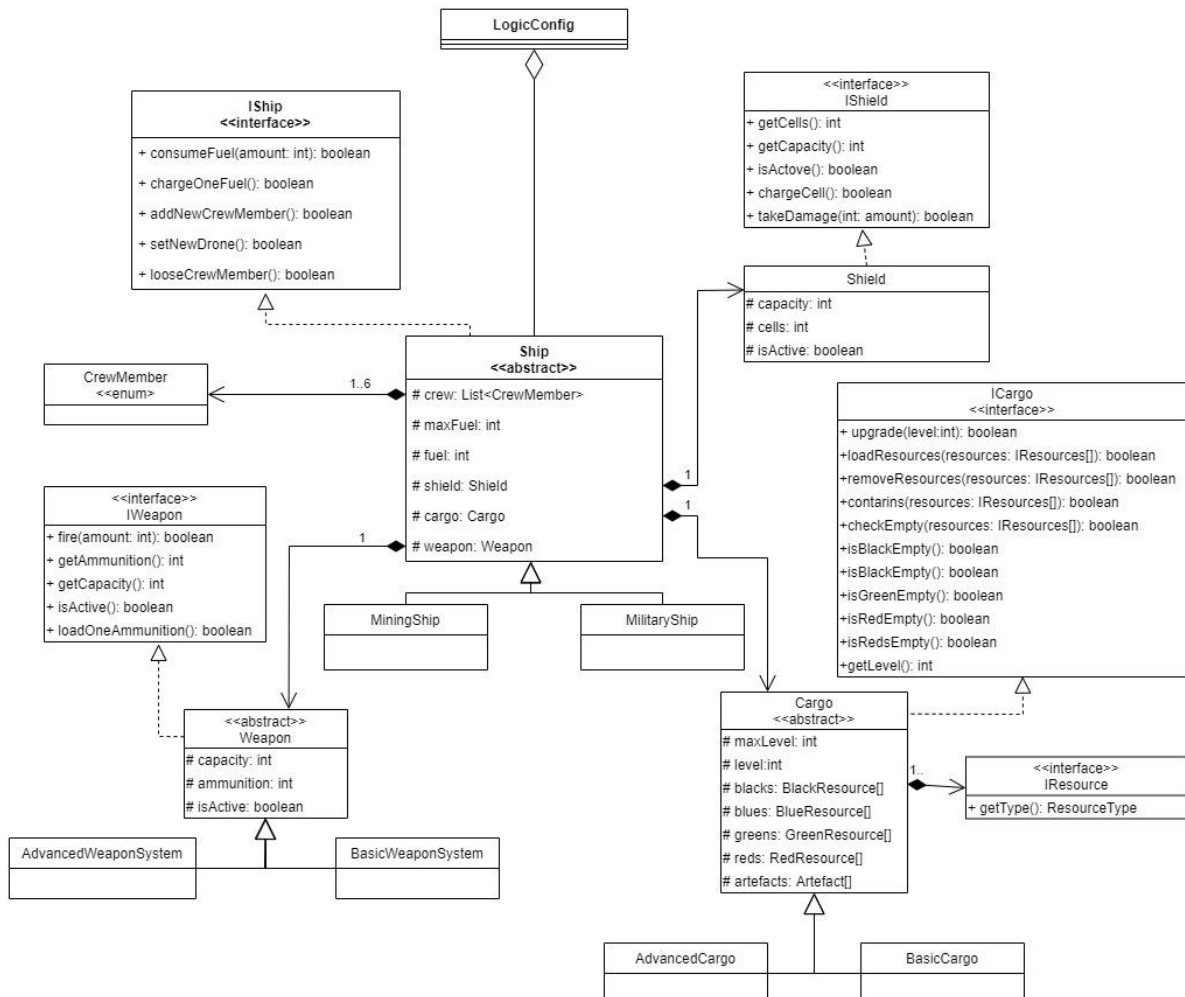 LogicConfig
IShip
<<interface>>
+ consumeFuel(amount: int): boolean
+ chargeOneFuel(): boolean
+ addNewCrewMember(): boolean
+ setNewDrone(): boolean
+ looseCrewMember(): boolean
<<interface>>
IShield
+ getCells(): int
+ getCapacity(): int
+ isActove(): boolean
+ chargeCell(): boolean
+ takeDamage(int: amount): boolean
Shield
# capacity: int
# cells: int
# isActive: boolean
Ship
<<abstract>>
# crew: List<CrewMember>
# maxFuel: int
# fuel: int
# shield: Shield
# cargo: Cargo
# weapon: Weapon
CrewMember
<<enum>>
1..6
1
1
1
ICargo
<<interface>>
+ upgrade(level:int): boolean
+loadResources(resources: IResources[]): boolean
+removeResources(resources: IResources[]): boolean
+contarins(resources: IResources[]): boolean
+checkEmpty(resources: IResources[]): boolean
+isBlackEmpty(): boolean
+isBlackEmpty(): boolean
+isGreenEmpty(): boolean
+isRedEmpty(): boolean
+isRedsEmpty(): boolean
+getLevel(): int
<<interface>>
IWeapon
+ fire(amount: int): boolean
+ getAmmunition(): int
+ getCapacity(): int
+ isActive(): boolean
+ loadOneAmmunition(): boolean
MiningShip
MilitaryShip
<<abstract>>
Weapon
# capacity: int
# ammunition: int
# isActive: boolean
AdvancedWeaponSystem
BasicWeaponSystem
Cargo
<<abstract>>
# maxLevel: int
# level:int
# blacks: BlackResource[]
# blues: BlueResource[]
# greens: GreenResource[]
# reds: RedResource[]
# artefacts: Artefact[]
1..
<<interface>>
IResource
+ getType(): ResourceType
AdvancedCargo
BasicCargo